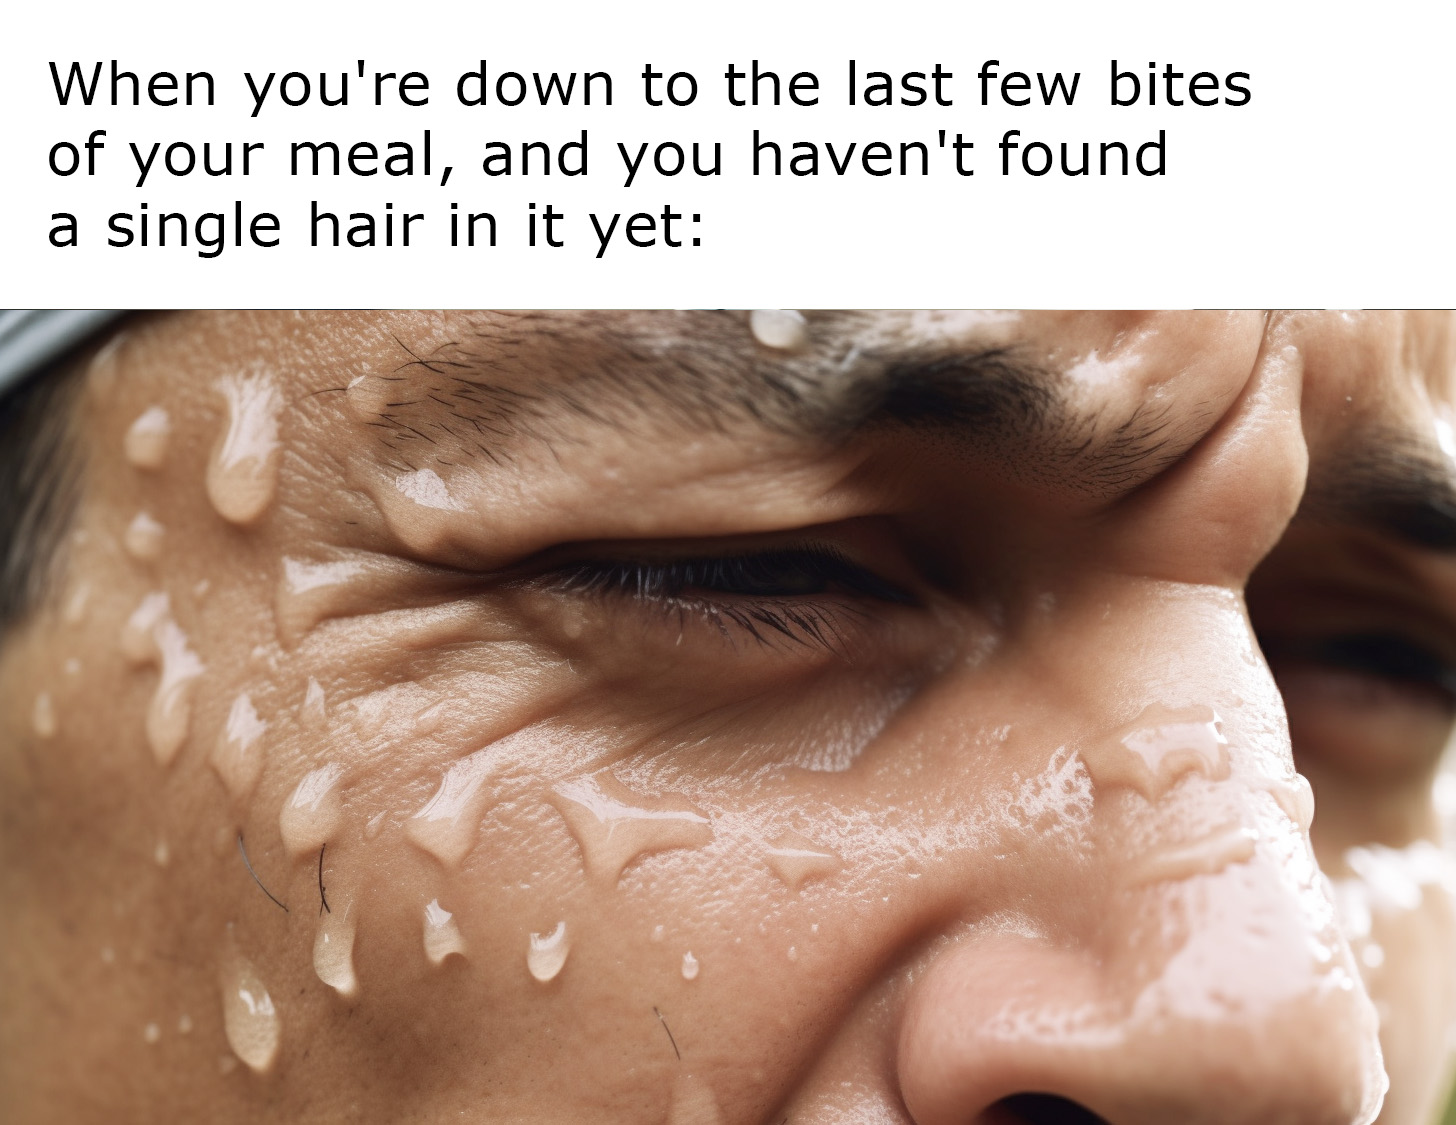 When you're down to the last few bites
of your meal, and you haven't found
a single hair in it yet: